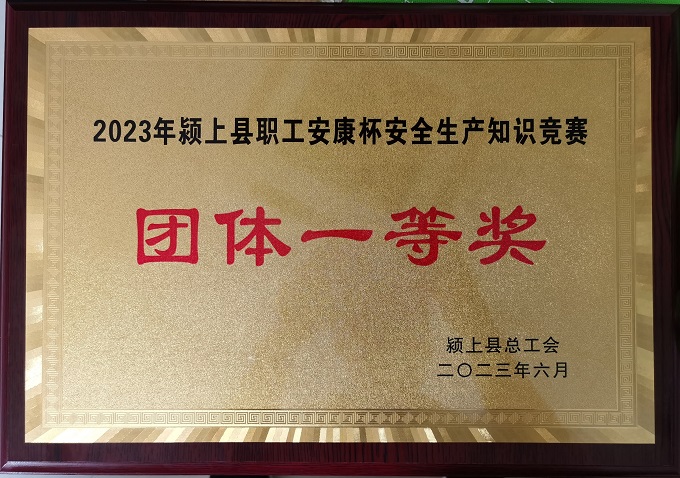 2023年颍上县职工安康杯安全生产知识竞赛
团体一等奖
颍上县总工会
二〇二三年六月